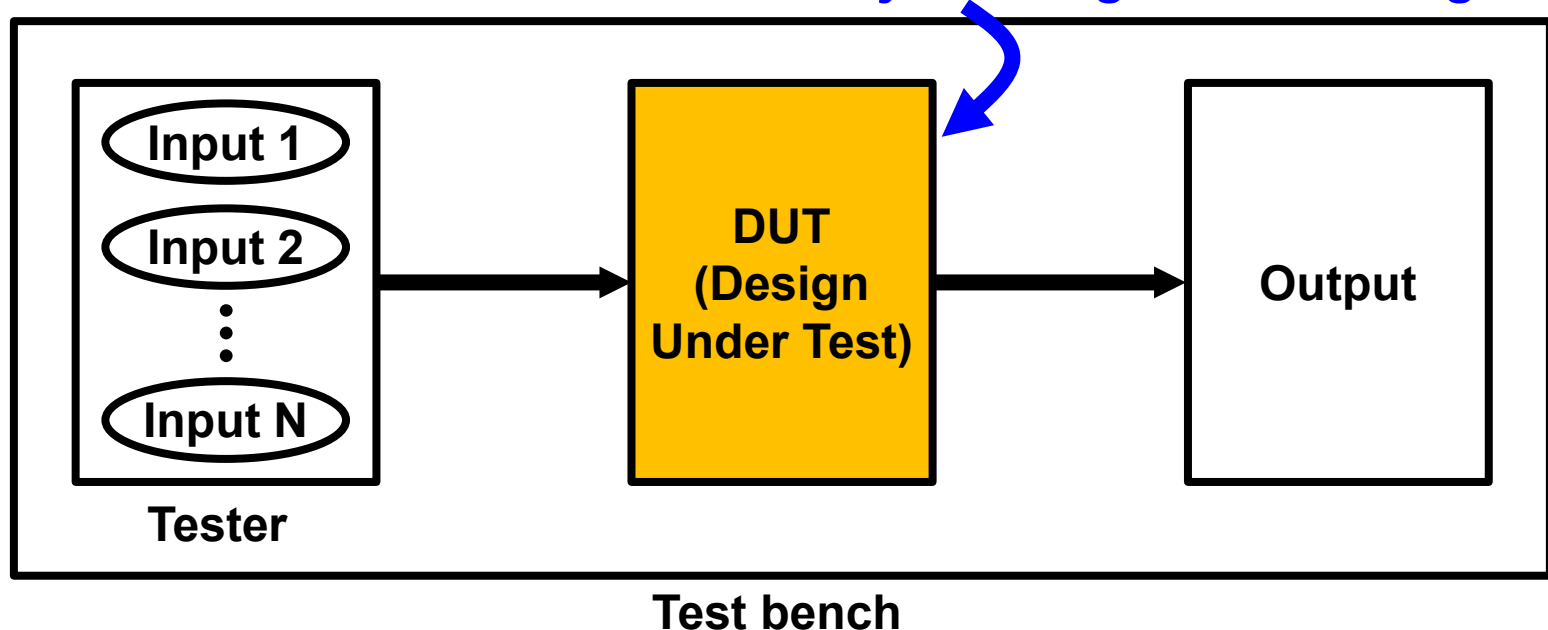 Input 1
Input 2
Input N
Tester
DUT
(Design
Under Test)
Output
Test bench